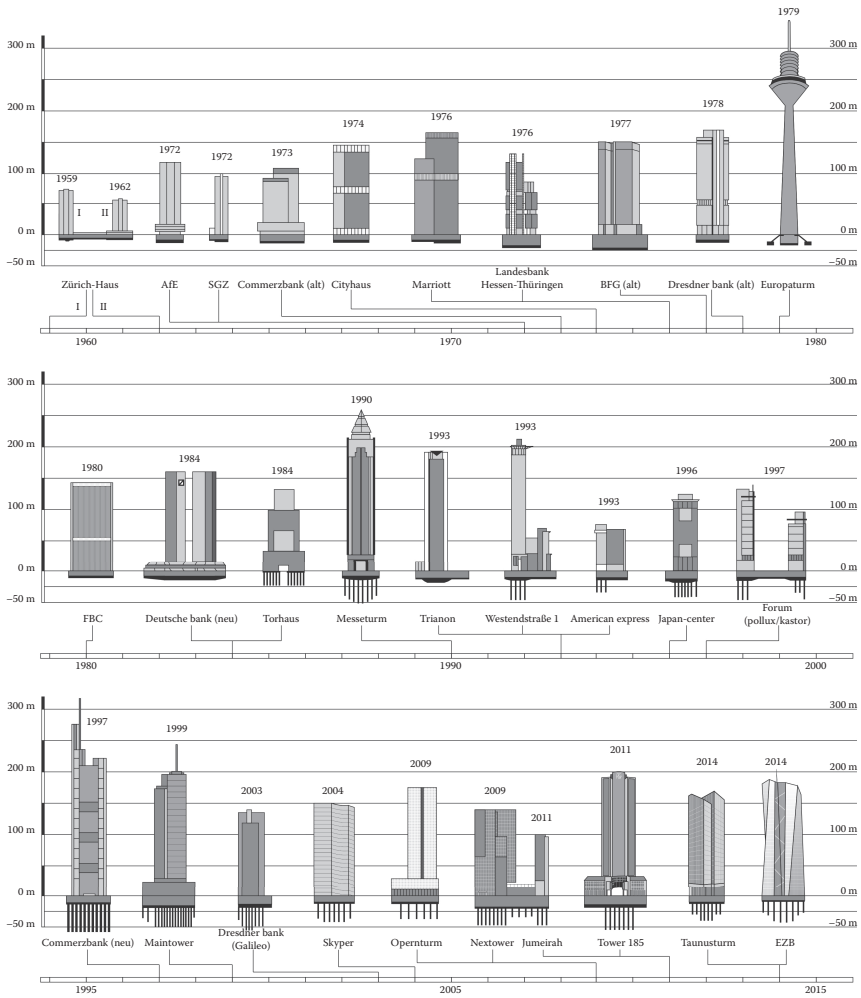 1979
300 m 300 m
200 m 200 m
1978
1976
1974 1977
1976
1972 1972 1973
100 m 100 m
1959 1962
I II
0 m 0 m
–50 m –50 m
Zürich-Haus AfE SGZ Commerzbank (alt) Cityhaus Marriott Landesbank
Hessen-Thüringen BFG (alt) Dresdner bank (alt) Europaturm
I II
1960 1970 1980
300 m 300 m
1990
200 m 200 m
1993 1993
1980 1984 1984 1996 1997
1993
100 m 100 m
0 m 0 m
–50 m –50 m
FBC Deutsche bank (neu) Torhaus Messeturm Trianon Westendstraße 1 American express Japan-center Forum
(pollux/kastor)
1980 1990 2000
300 m 300 m
1997 1999
2011
2009 2014 2014
200 m 200 m
2003 2004 2009
2011
100 m 100 m
0 m 0 m
–50 m –50 m
Commerzbank (neu) Maintower Dresdner bank
(Galileo) Skyper Opernturm Nextower Jumeirah Tower 185 Taunusturm EZB
1995 2005 2015